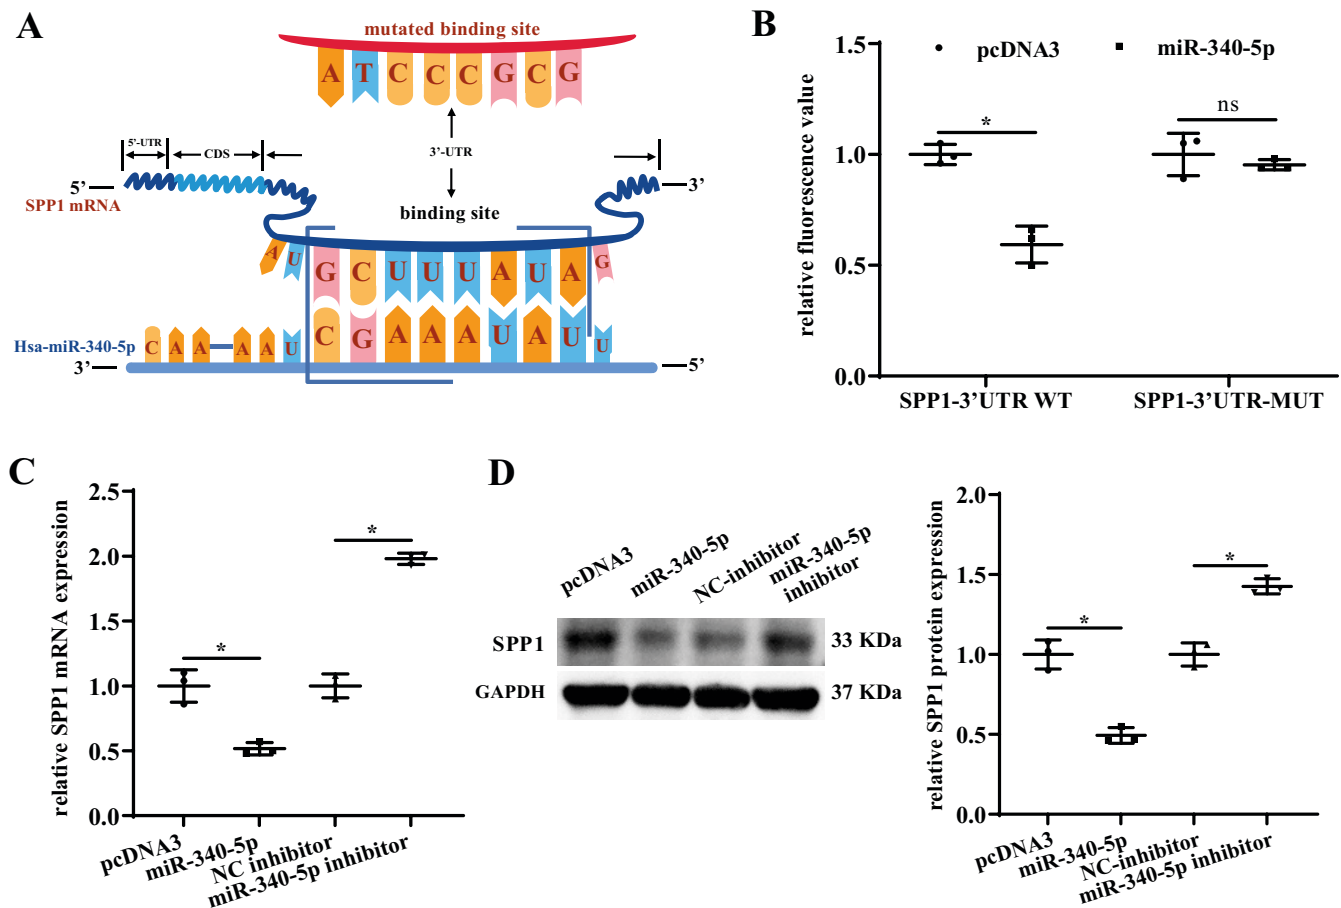 A
mutated binding site
A T C C C G C G
5'-UTR
CDS
3'-UTR
5'
3'
SPP1 mRNA
binding site
A U G C U U U A U A G
Hsa-miR-340-5p
C A A A A U C G A A A U A U U
3'
5'
B
pcDNA3
miR-340-5p
relative fluorescence value
1.5
1.0
0.5
0.0
*
ns
SPP1-3'UTR WT
SPP1-3'UTR-MUT
C
relative SPP1 mRNA expression
2.5
2.0
1.5
1.0
0.5
0.0
*
*
pcDNA3
miR-340-5p
NC inhibitor
miR-340-5p inhibitor
D
pcDNA3
miR-340-5p
NC-inhibitor
miR-340-5p
inhibitor
SPP1
33 KDa
GAPDH
37 KDa
relative SPP1 protein expression
2.0
1.5
1.0
0.5
0.0
*
*
pcDNA3
miR-340-5p
NC-inhibitor
miR-340-5p inhibitor